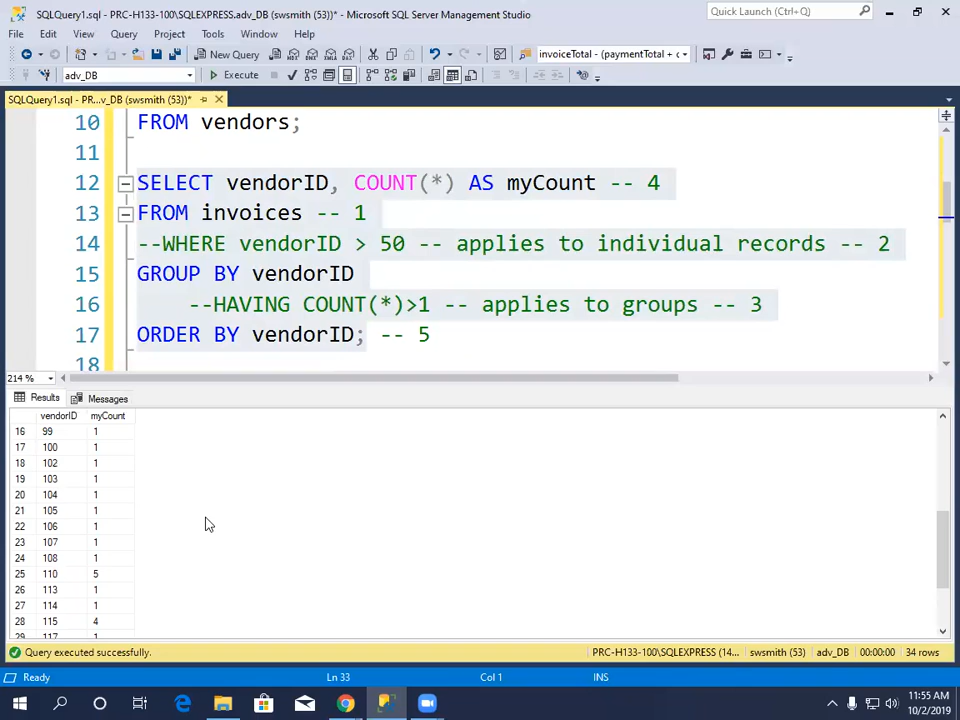 SQLQuery1.sql - PRC-H133-100\SQLEXPRESS.adv_DB (swsmith (53))* - Microsoft SQL Server Management Studio
Quick Launch (Ctrl+Q)
File Edit View Query Project Tools Window Help
New Query
invoiceTotal - (paymentTotal + c
adv_DB
Execute
SQLQuery1.sql - PR...v_DB (swsmith (53))*
10 FROM vendors;
11
12 SELECT vendorID, COUNT(*) AS myCount -- 4
13 FROM invoices -- 1
14 --WHERE vendorID > 50 -- applies to individual records -- 2
15 GROUP BY vendorID
16 --HAVING COUNT(*)>1 -- applies to groups -- 3
17 ORDER BY vendorID; -- 5
18
214 %
Results Messages
vendorID myCount
16 99 1
17 100 1
18 102 1
19 103 1
20 104 1
21 105 1
22 106 1
23 107 1
24 108 1
25 110 5
26 113 1
27 114 1
28 115 4
29 117 1
Query executed successfully.
PRC-H133-100\SQLEXPRESS (14... swsmith (53) adv_DB 00:00:00 34 rows
Ready Ln 33 Col 1 INS
11:55 AM
10/2/2019